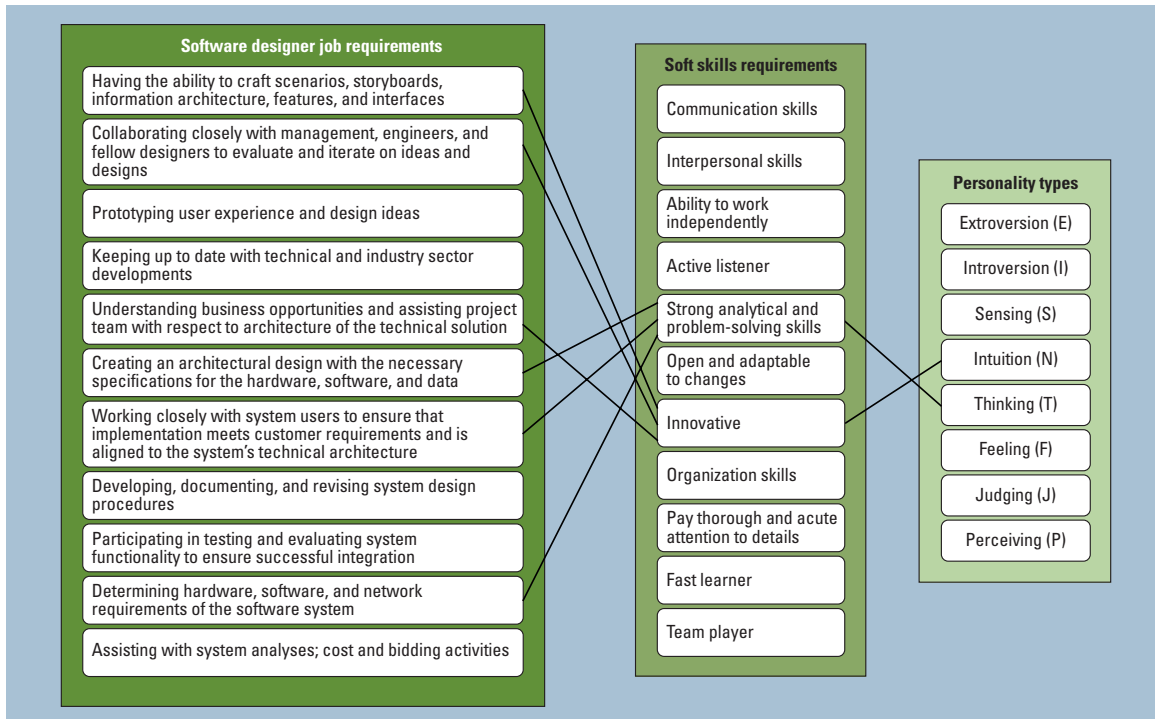 Software designer job requirements
Having the ability to craft scenarios, storyboards,
information architecture, features, and interfaces
Collaborating closely with management, engineers, and
fellow designers to evaluate and iterate on ideas and
designs
Prototyping user experience and design ideas
Keeping up to date with technical and industry sector
developments
Understanding business opportunities and assisting project
team with respect to architecture of the technical solution
Creating an architectural design with the necessary
specifications for the hardware, software, and data
Working closely with system users to ensure that
implementation meets customer requirements and is
aligned to the system's technical architecture
Developing, documenting, and revising system design
procedures
Participating in testing and evaluating system
functionality to ensure successful integration
Determining hardware, software, and network
requirements of the software system
Assisting with system analyses; cost and bidding activities
Soft skills requirements
Communication skills
Interpersonal skills
Ability to work
independently
Active listener
Strong analytical and
problem-solving skills
Open and adaptable
to changes
Innovative
Organization skills
Pay thorough and acute
attention to details
Fast learner
Team player
Personality types
Extroversion (E)
Introversion (I)
Sensing (S)
Intuition (N)
Thinking (T)
Feeling (F)
Judging (J)
Perceiving (P)